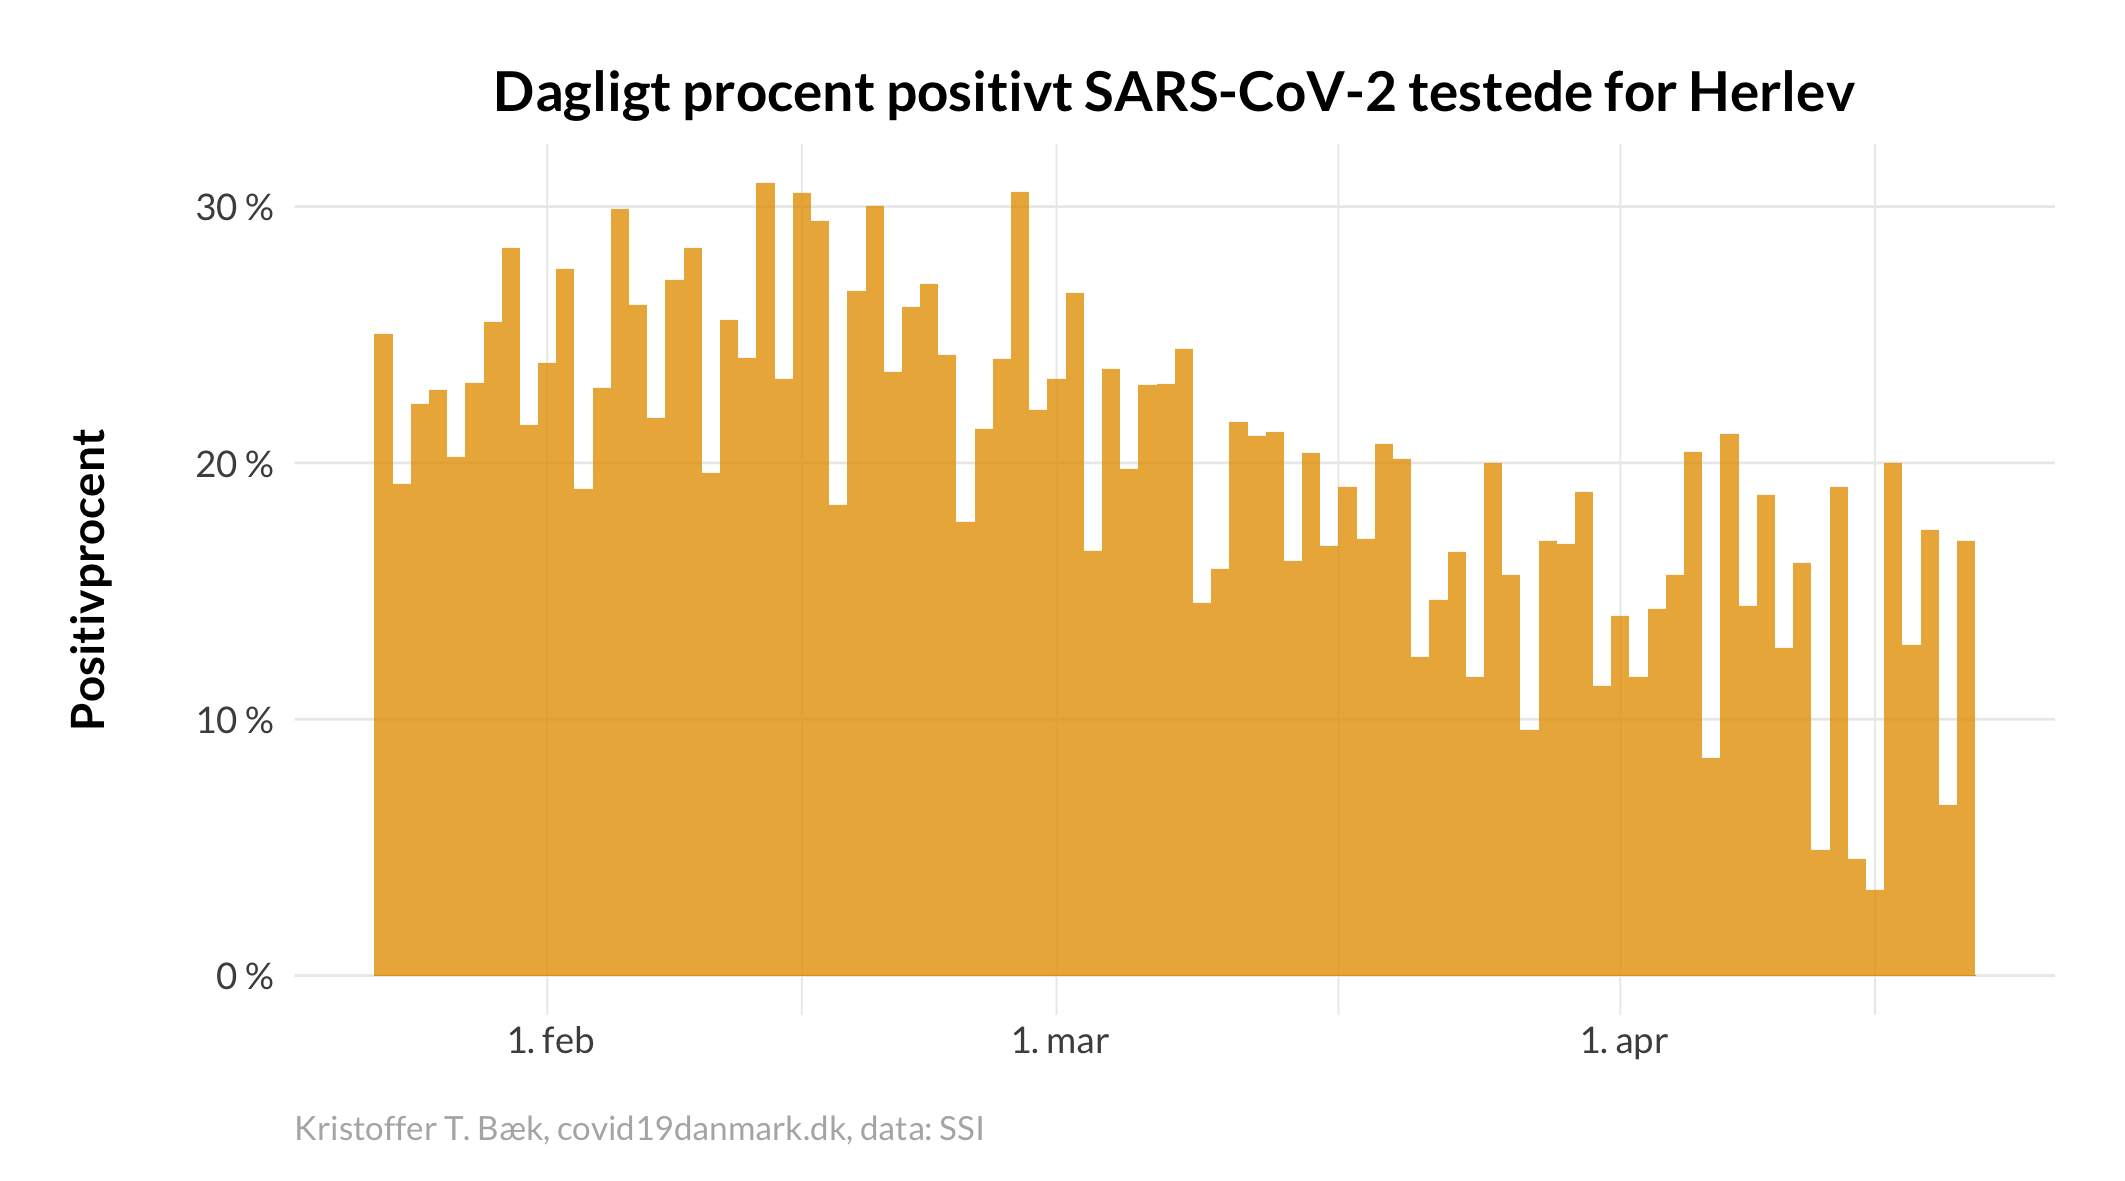 Dagligt procent positivt SARS-CoV-2 testede for Herlev
Positivprocent
30 %
20 %
10 %
0 %
1. feb
1. mar
1. apr
Kristoffer T. Bæk, covid19danmark.dk, data: SSI